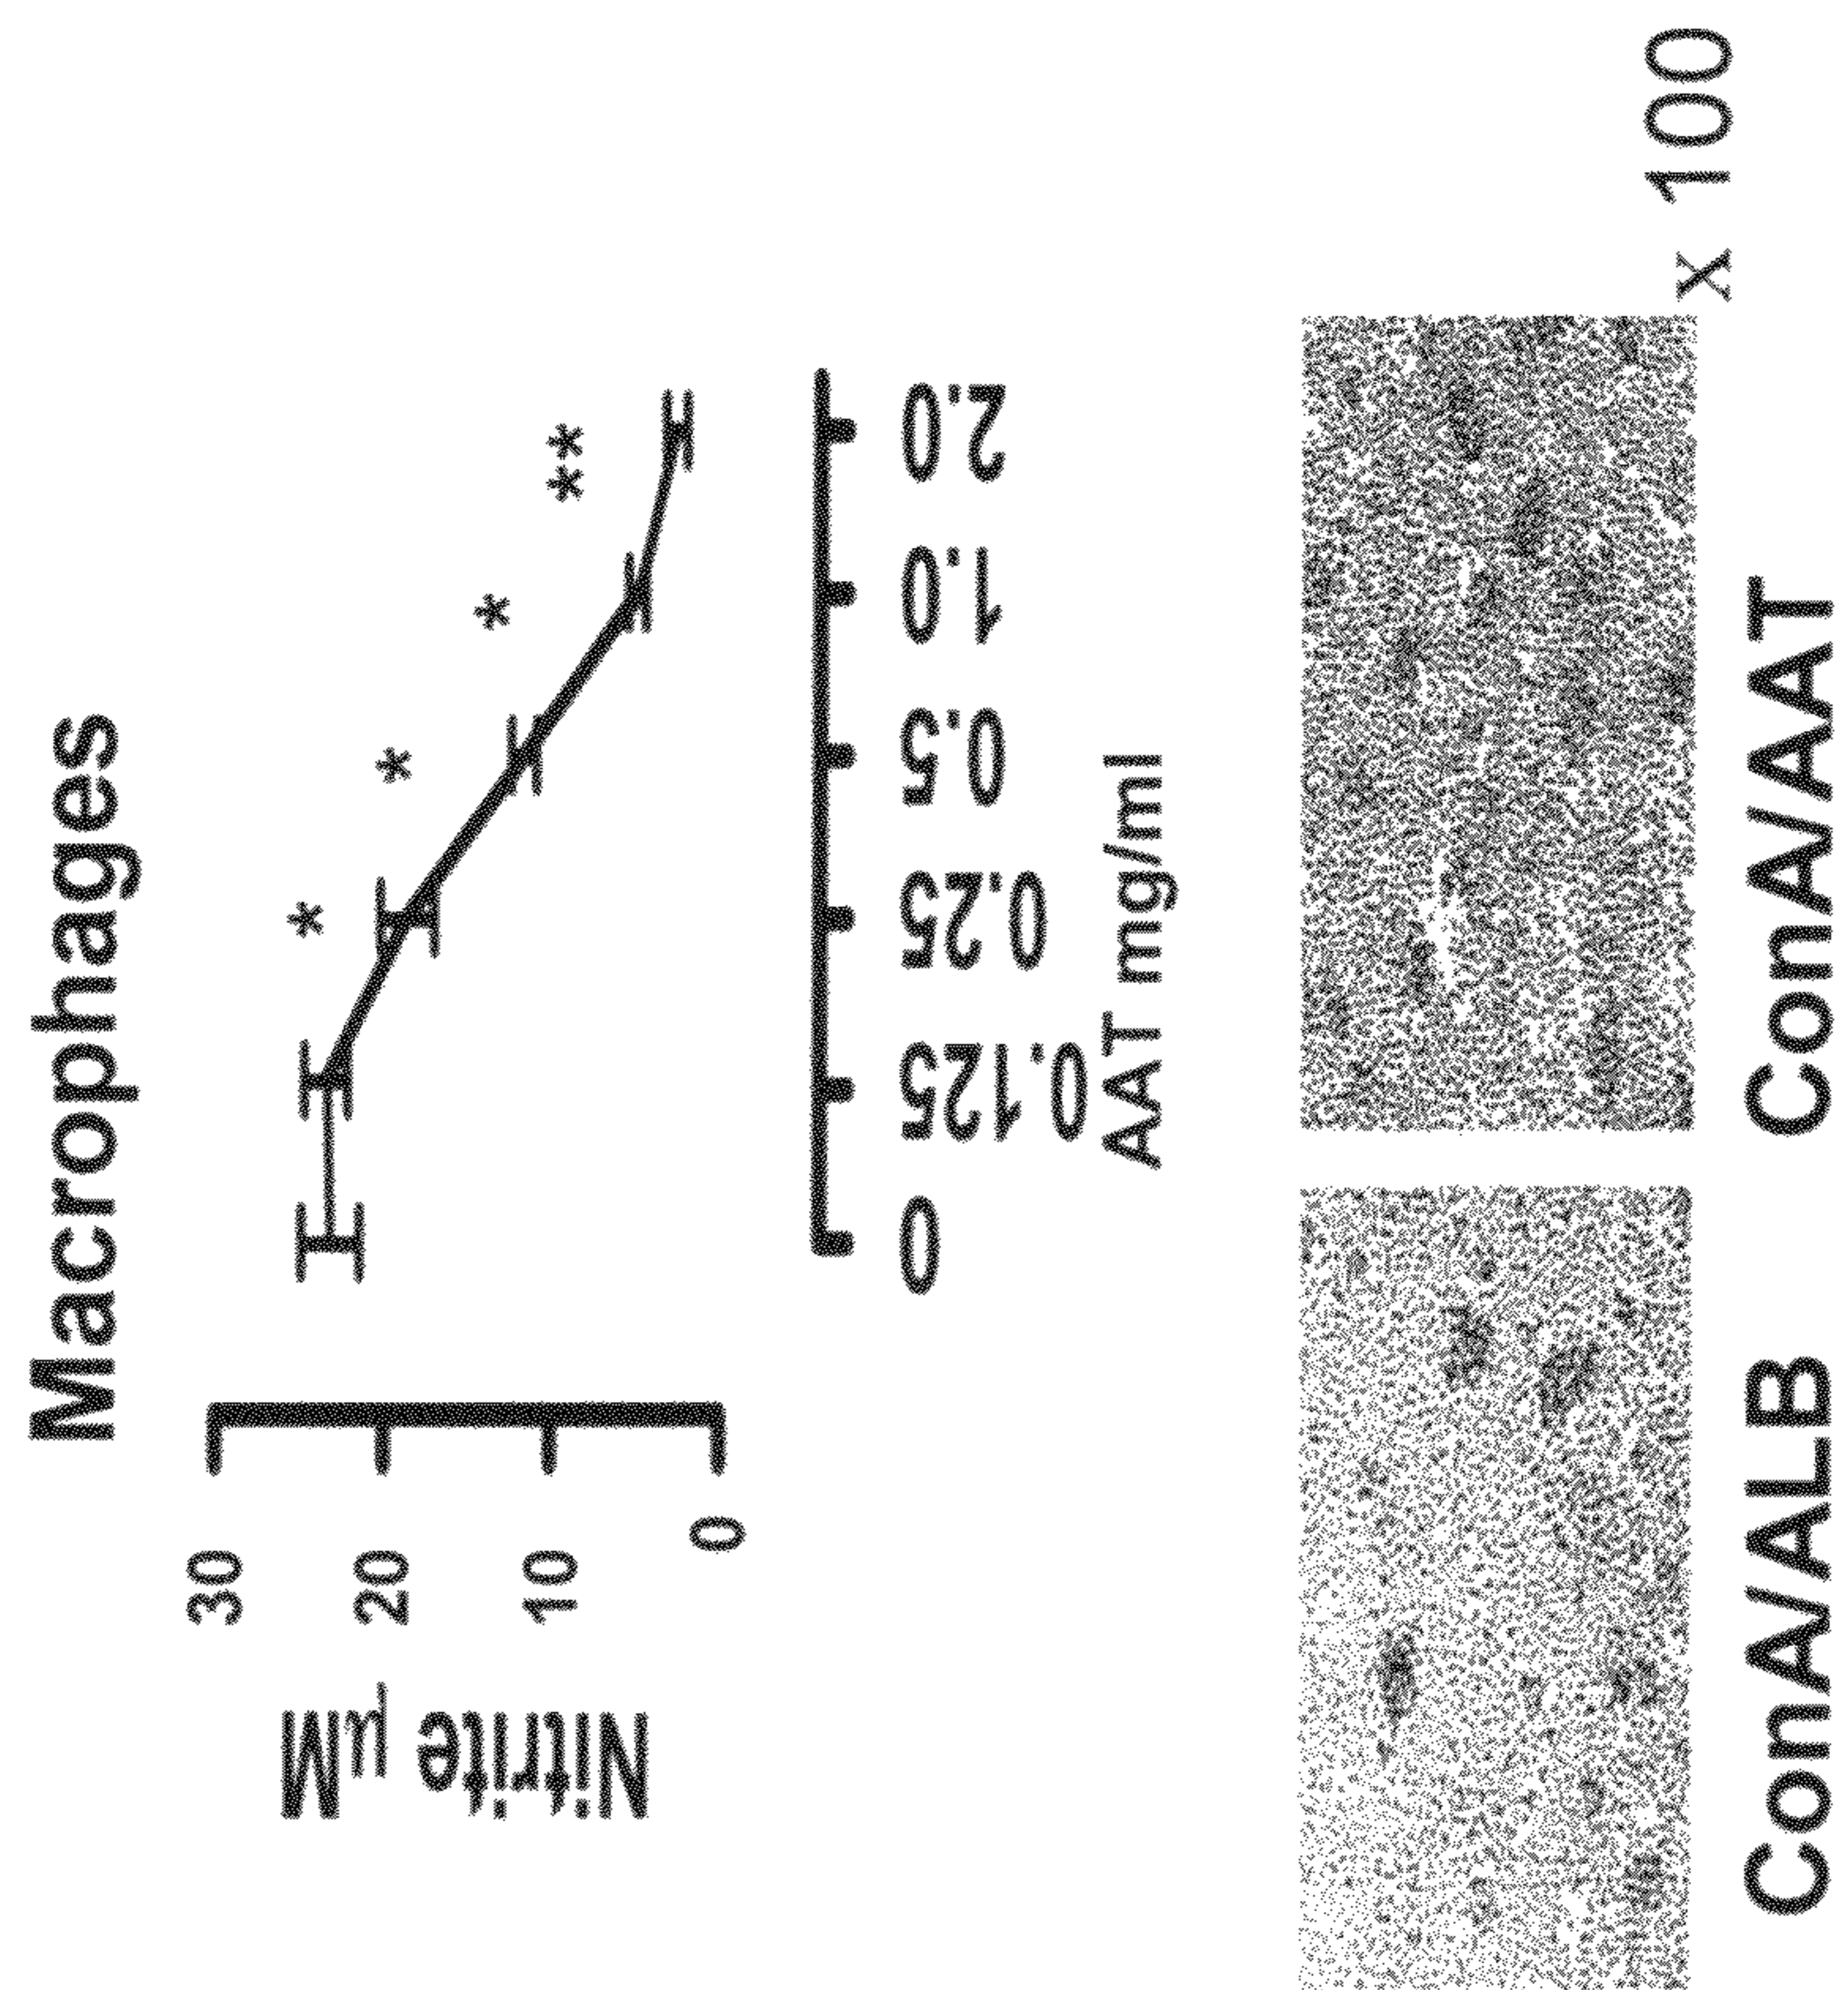 Macrophages
Nitrite µM
30
20
10
0
*
*
*
**
0
0.125
0.25
0.5
1.0
2.0
AAT mg/ml
x 100
ConA/ALB
ConA/AAT